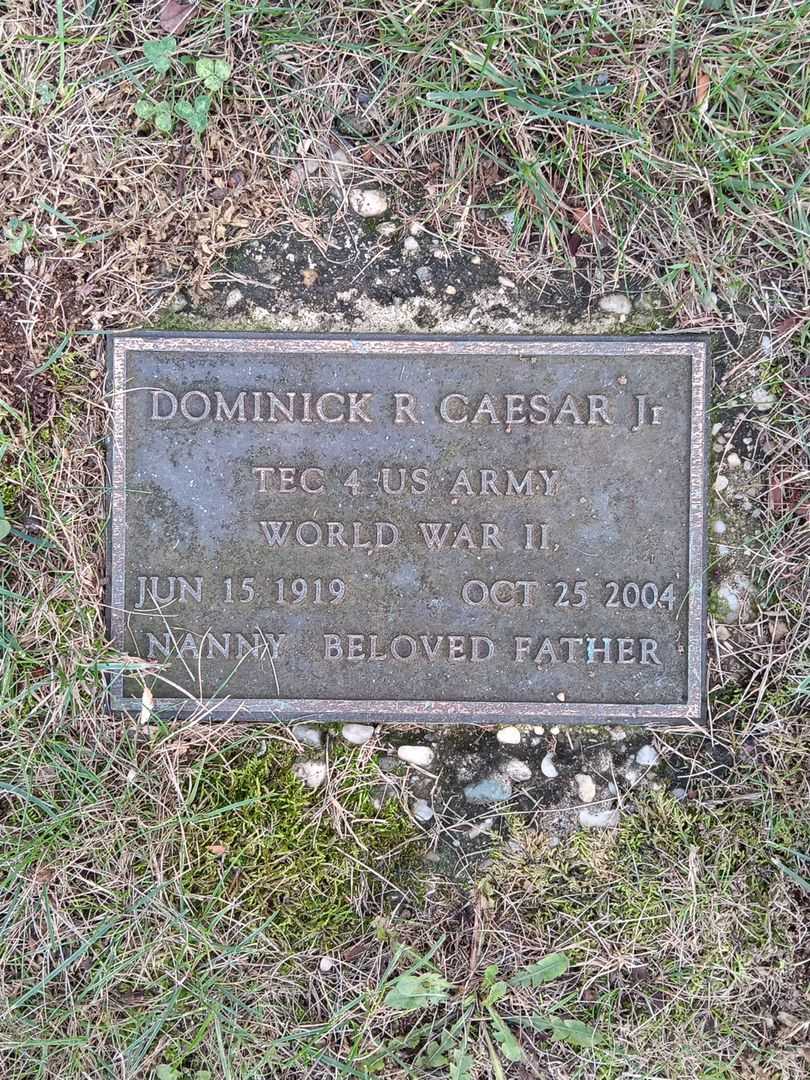 DOMINICK R CAESAR Jr
TEC 4 US ARMY
WORLD WAR II
JUN 15 1919 OCT 25 2004
NANNY BELOVED FATHER